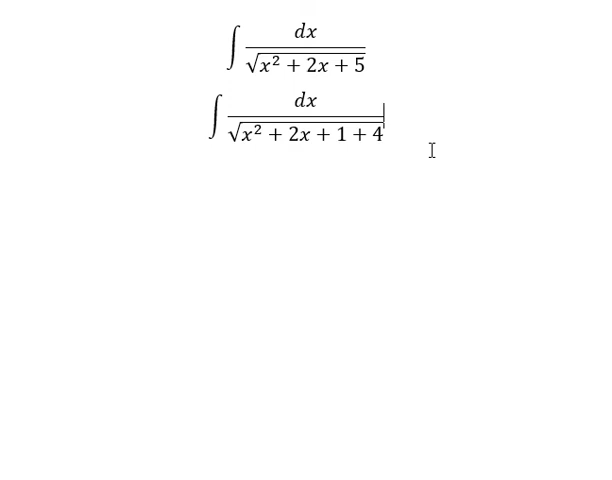 ∫ dx / √(x² + 2x + 5)
∫ dx / √(x² + 2x + 1 + 4)